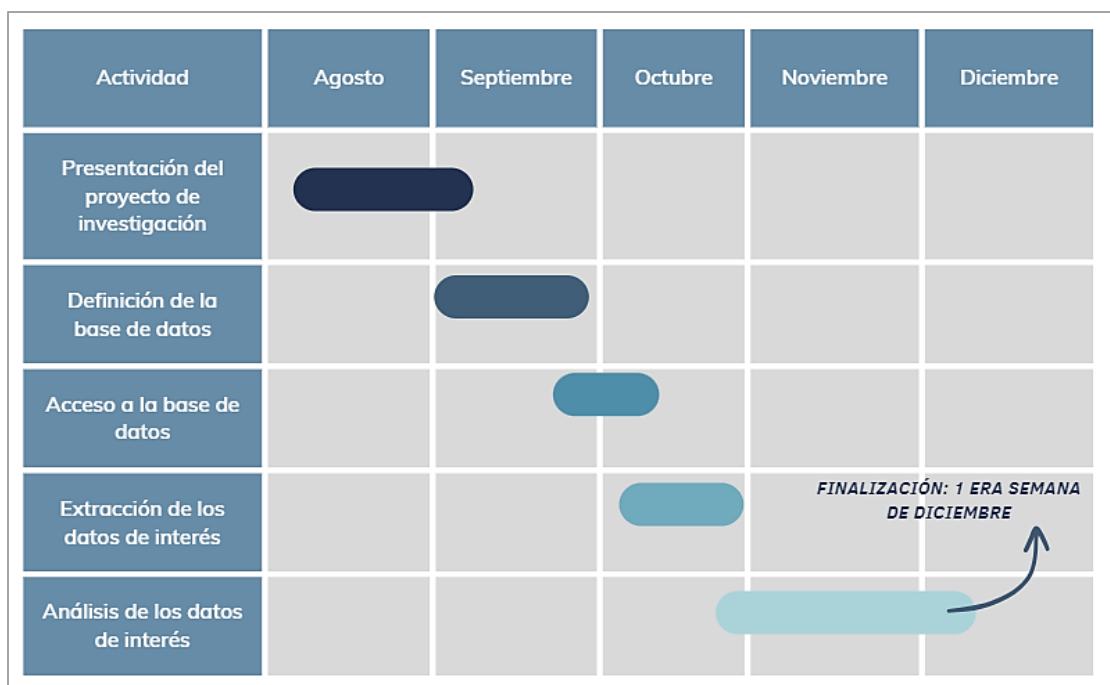 Actividad
Agosto
Septiembre
Octubre
Noviembre
Diciembre
Presentación del
proyecto de
investigación
Definición de la
base de datos
Acceso a la base de
datos
Extracción de los
datos de interés
FINALIZACIÓN: 1 ERA SEMANA
DE DICIEMBRE
Análisis de los datos
de interés